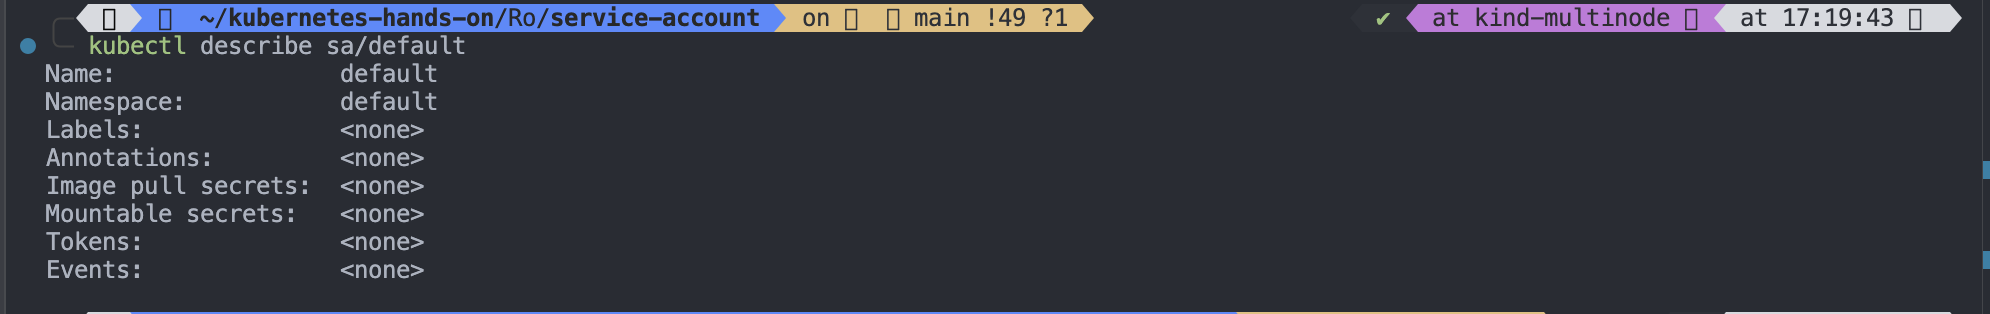 ~/kubernetes-hands-on/Ro/service-account on main !49 ?1 ✔ at kind-multinode at 17:19:43
kubectl describe sa/default
Name: default
Namespace: default
Labels: <none>
Annotations: <none>
Image pull secrets: <none>
Mountable secrets: <none>
Tokens: <none>
Events: <none>